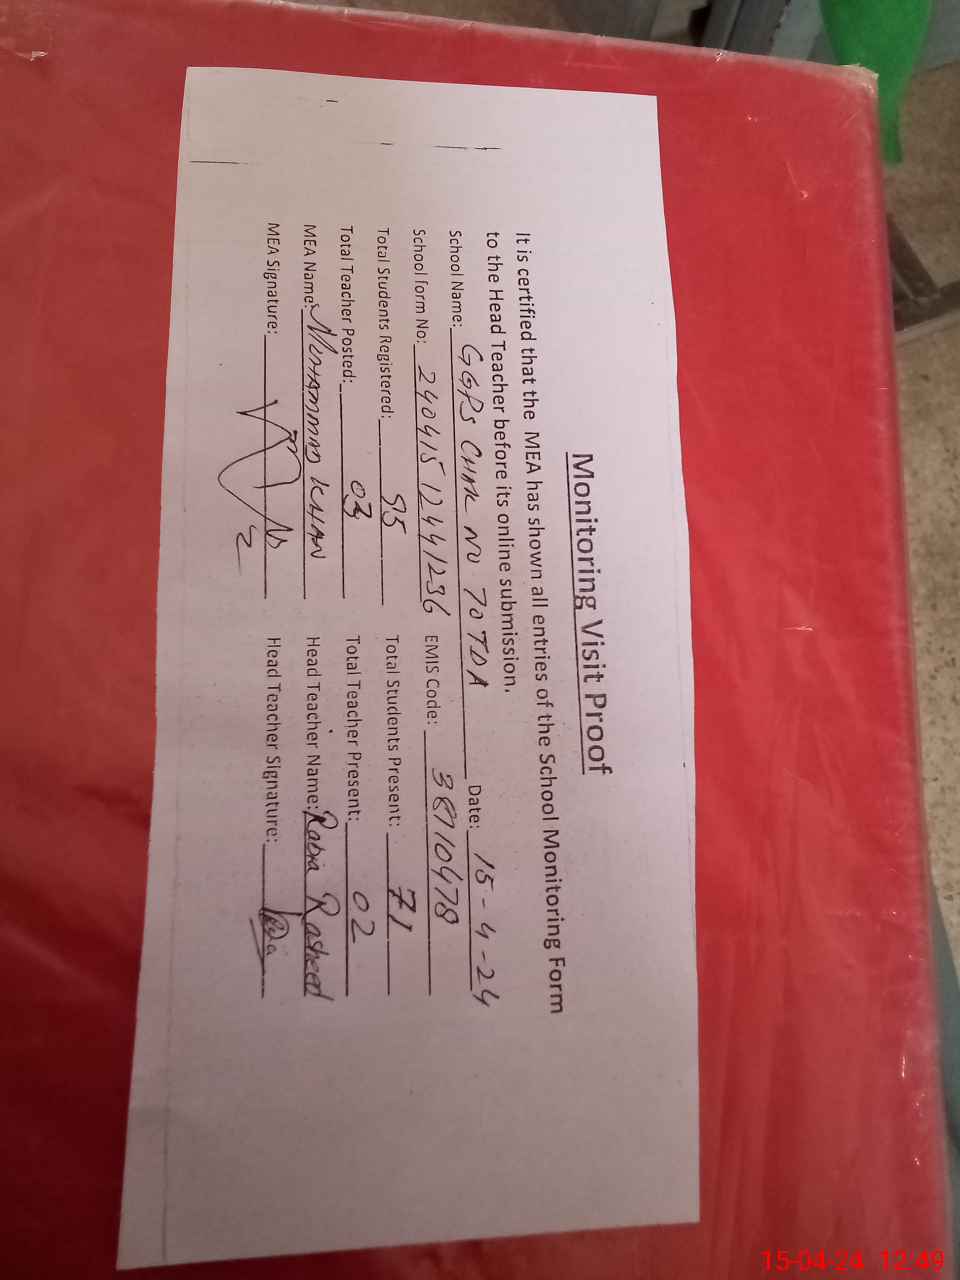 Monitoring Visit Proof
It is certified that the MEA has shown all entries of the School Monitoring Form
to the Head Teacher before its online submission.
School Name: GGPS CHAK NO 70 TDA Date: 15-4-24
School form No: 24041512441236 EMIS Code: 38710478
Total Students Registered: 95 Total Students Present: 71
Total Teacher Posted: 03 Total Teacher Present: 02
MEA Name: MUHAMMAD KHAN Head Teacher Name: Rabia Rasheed
MEA Signature: Head Teacher Signature:
15-04-24 12:49